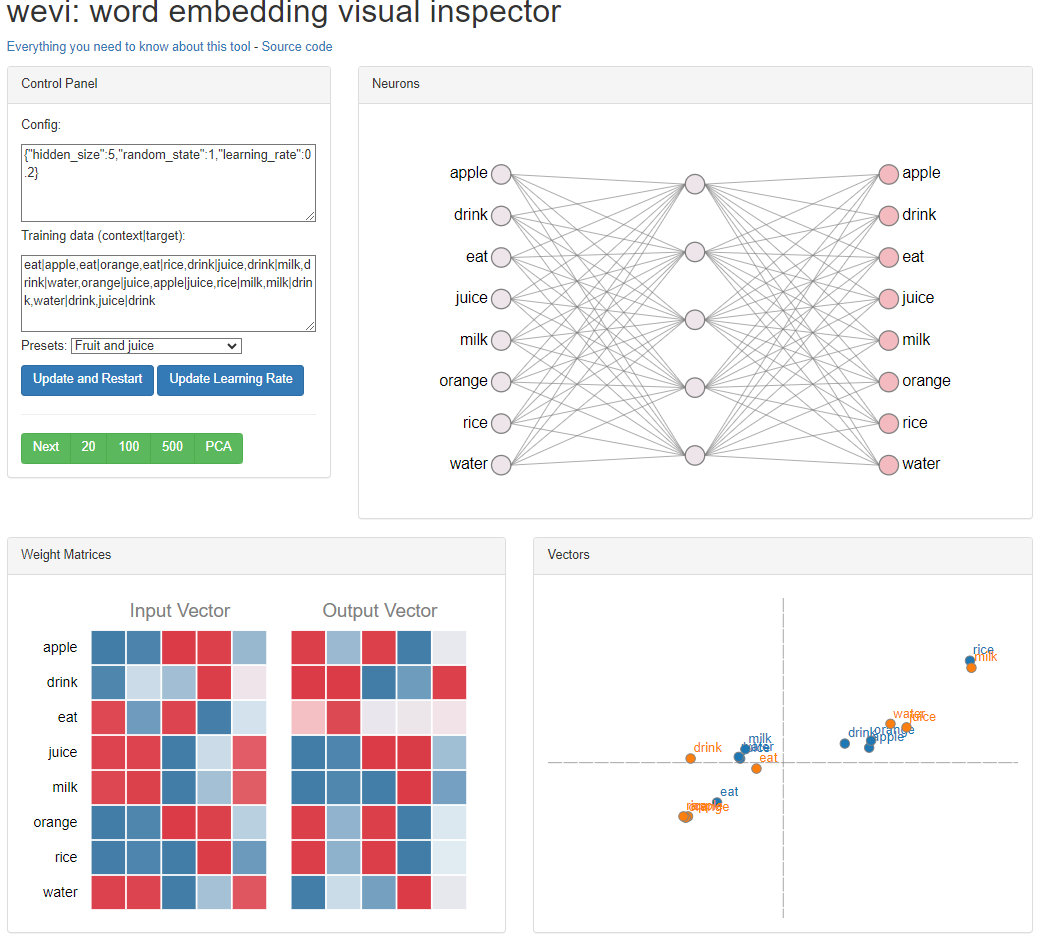 wevi: word embedding visual inspector
Everything you need to know about this tool - Source code
Control Panel
Config:
{"hidden_size":5,"random_state":1,"learning_rate":0
.2}
Training data (context|target):
eat|apple,eat|orange,eat|rice,drink|juice,drink|milk,d
rink|water,orange|juice,apple|juice,rice|milk,milk|drin
k,water|drink,juice|drink
Presets: Fruit and juice
Update and Restart Update Learning Rate
Next 20 100 500 PCA
Neurons
apple apple
drink drink
eat eat
juice juice
milk milk
orange orange
rice rice
water water
Weight Matrices
Input Vector Output Vector
apple
drink
eat
juice
milk
orange
rice
water
Vectors
rice
milk
water
juice
drink
orange
apple
milk
drink
eat
eat
orange